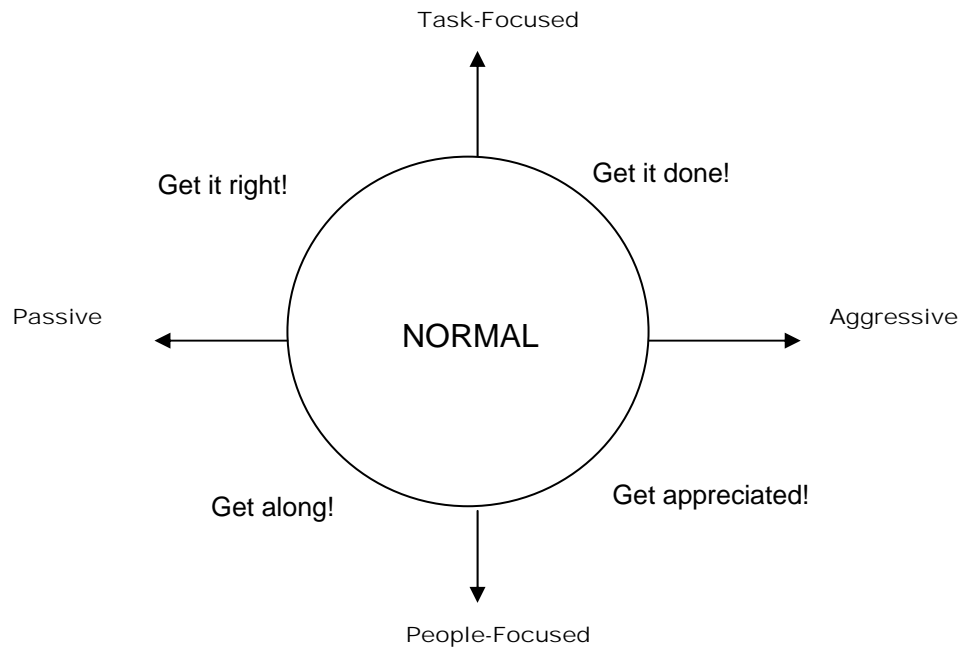 Task-Focused
Get it right!
Get it done!
Passive
NORMAL
Aggressive
Get along!
Get appreciated!
People-Focused